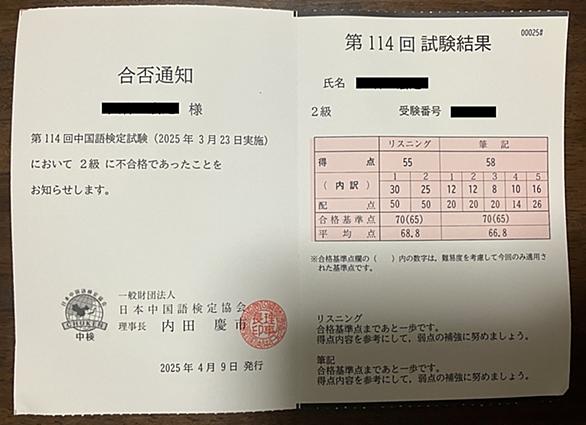 合否通知
様
第114回中国語検定試験（2025年 3月23日実施）
において 2級 に不合格であったことを
お知らせします。
日本中国語検定協会
CHUKEN
中検
一般財団法人
日本中国語検定協会
理事長 内田 慶市
2025年 4月 9日 発行
00025#
第114回 試験結果
氏名
2級 受験番号
リスニング 筆記
得点 55 58
（内訳） 1 2 1 2 3 4 5
30 25 12 12 8 10 16
配点 50 50 20 20 20 14 26
合格基準点 70(65) 70(65)
平均点 68.8 66.8
※合格基準点欄の（ ）内の数字は、難易度を考慮して今回のみ適用さ
れた基準点です。
リスニング
合格基準点まであと一歩です。
得点内容を参考にして、弱点の補強に努めましょう。
筆記
合格基準点まであと一歩です。
得点内容を参考にして、弱点の補強に努めましょう。